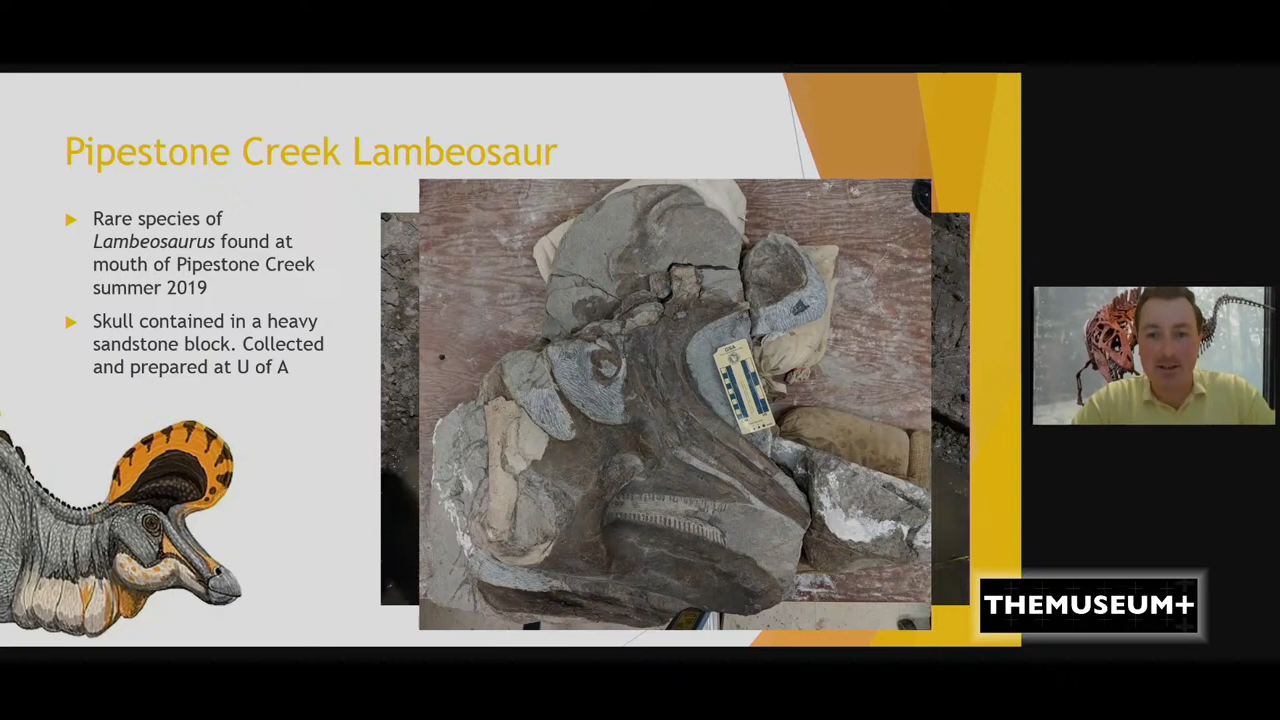 Pipestone Creek Lambeosaur
Rare species of
Lambeosaurus found at
mouth of Pipestone Creek
summer 2019
Skull contained in a heavy
sandstone block. Collected
and prepared at U of A
THEMUSEUM+